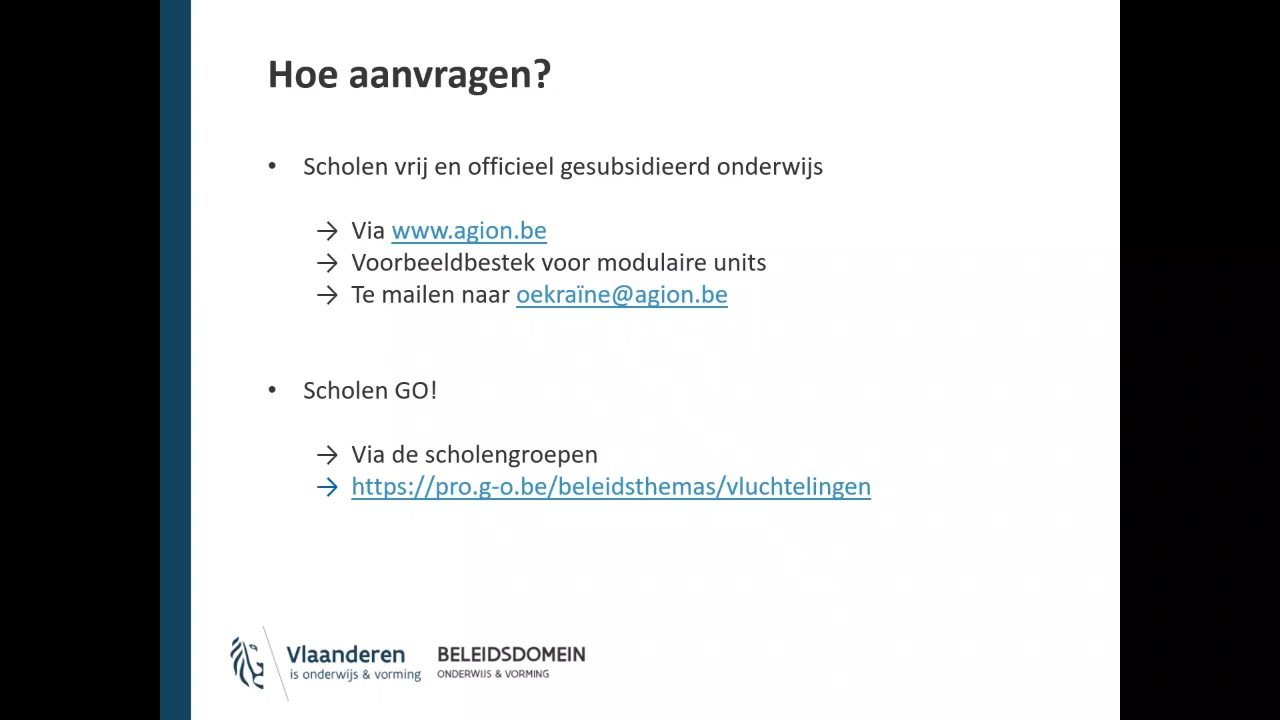 Hoe aanvragen?
• Scholen vrij en officieel gesubsidieerd onderwijs
→ Via www.agion.be
→ Voorbeeldbestek voor modulaire units
→ Te mailen naar oekraïne@agion.be
• Scholen GO!
→ Via de scholengroepen
→ https://pro.g-o.be/beleidsthemas/vluchtelingen
Vlaanderen
is onderwijs & vorming
BELEIDSDOMEIN
ONDERWIJS & VORMING